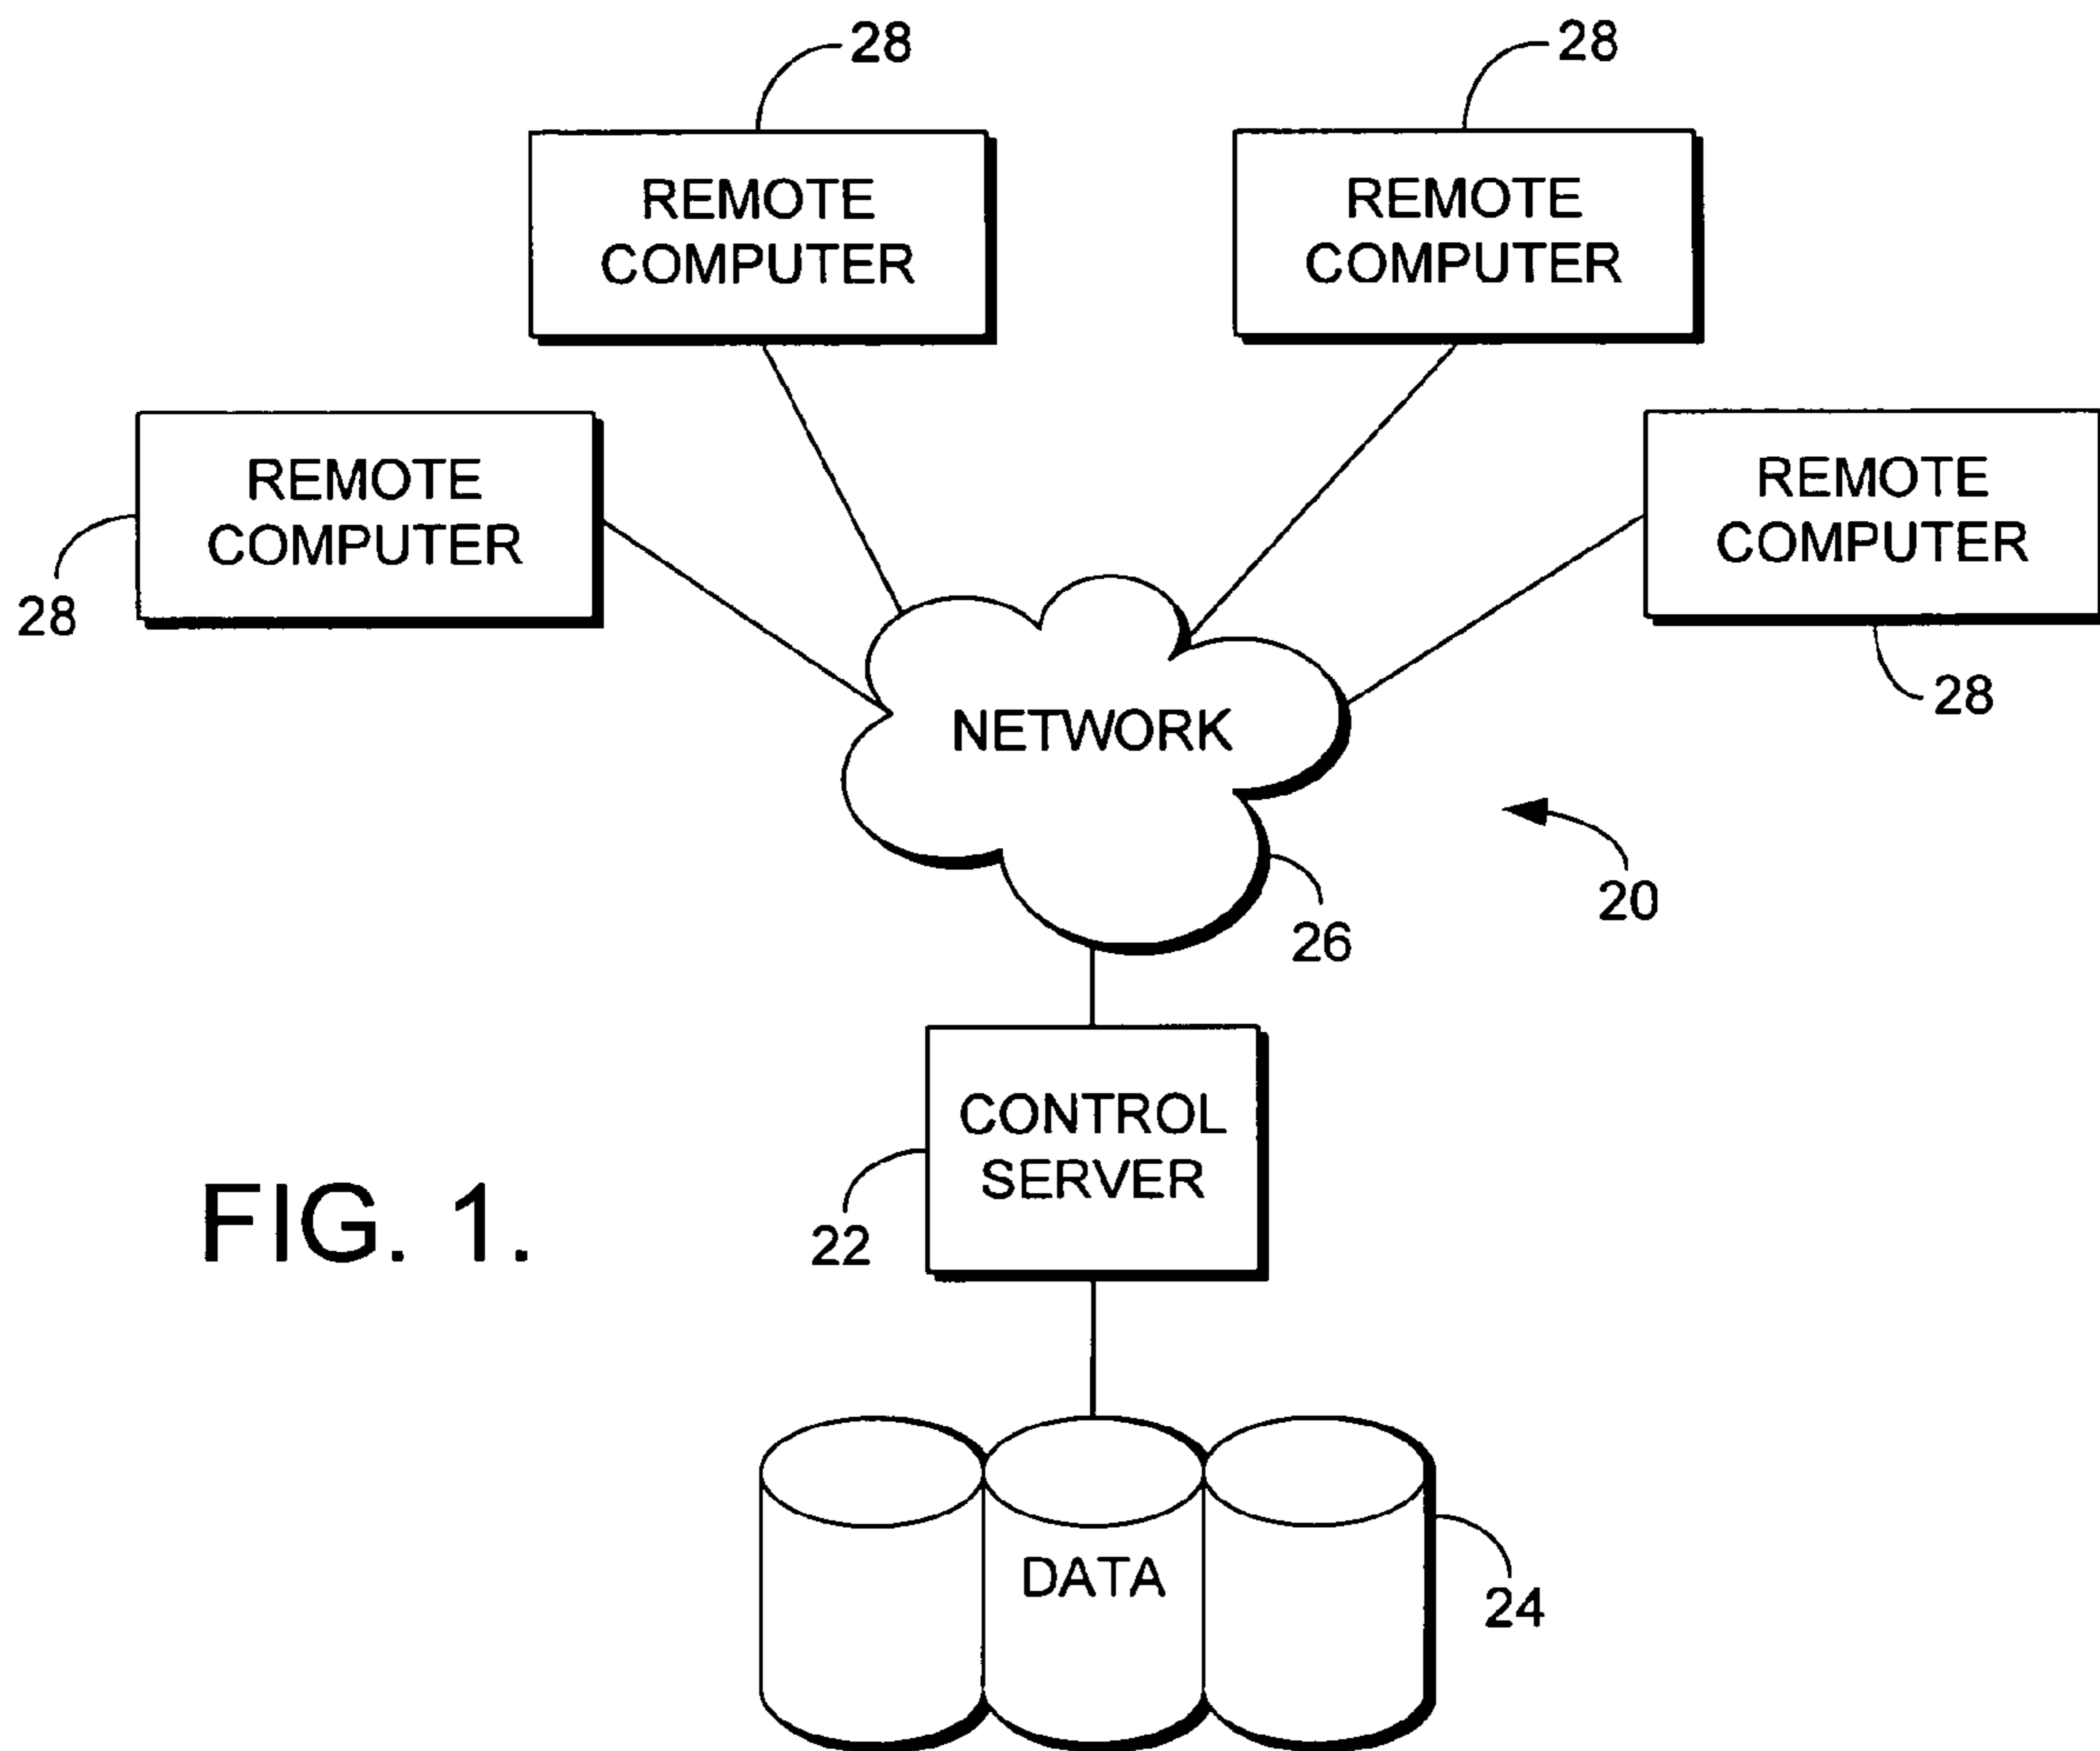 28
28
REMOTE
COMPUTER
REMOTE
COMPUTER
REMOTE
COMPUTER
REMOTE
COMPUTER
28
28
NETWORK
20
26
CONTROL
SERVER
22
FIG. 1.
DATA
24